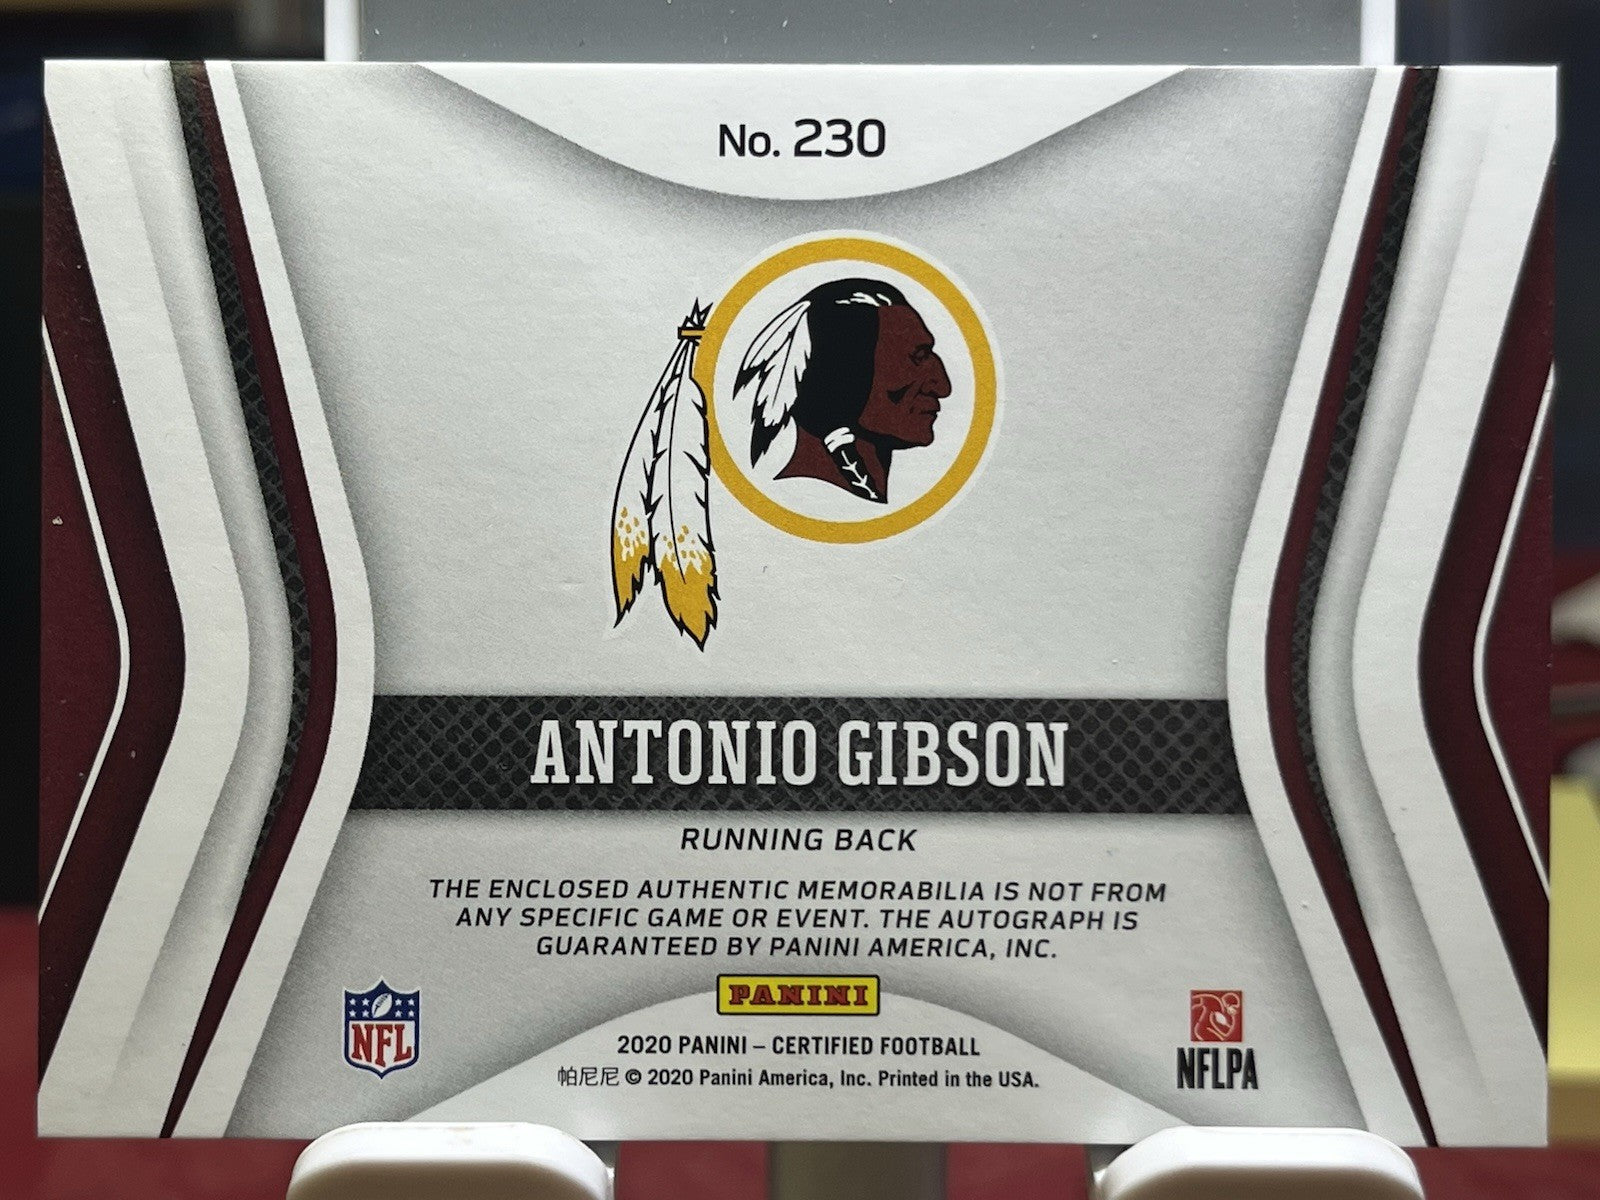 No. 230
ANTONIO GIBSON
RUNNING BACK
THE ENCLOSED AUTHENTIC MEMORABILIA IS NOT FROM
ANY SPECIFIC GAME OR EVENT. THE AUTOGRAPH IS
GUARANTEED BY PANINI AMERICA, INC.
PANINI
NFL
2020 PANINI – CERTIFIED FOOTBALL
帕尼尼 © 2020 Panini America, Inc. Printed in the USA.
NFLPA